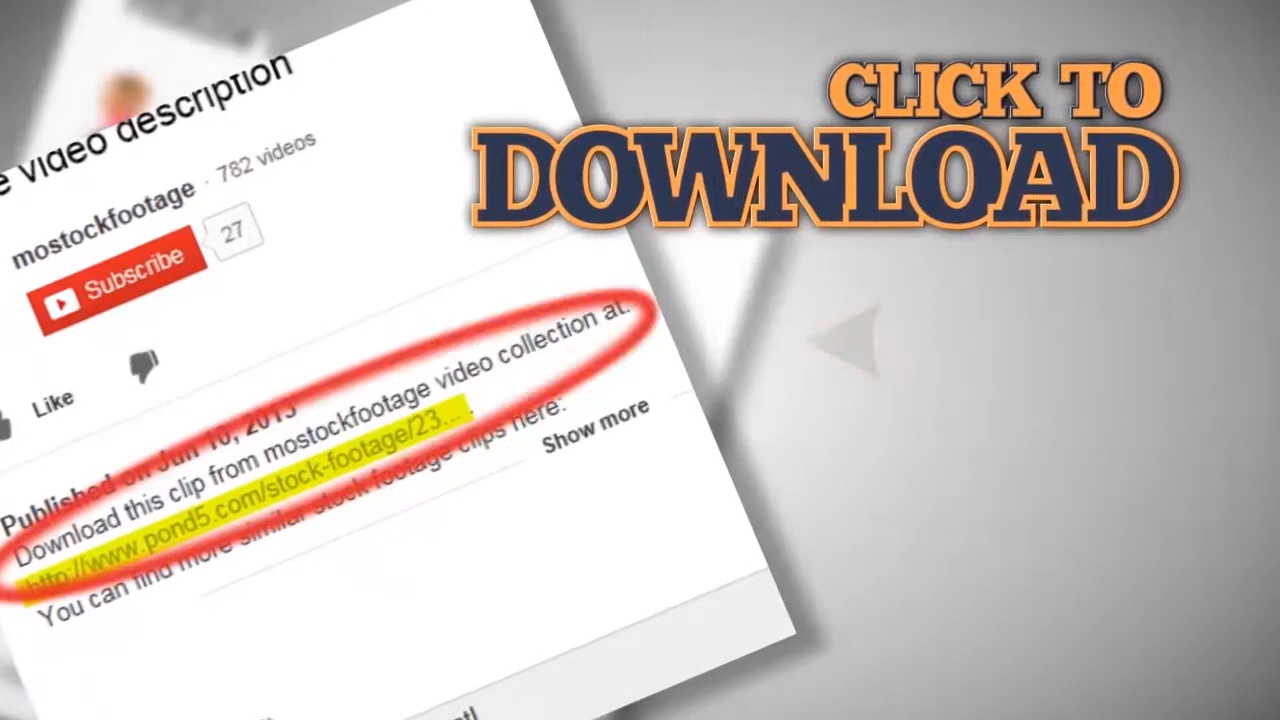 CLICK TO
DOWNLOAD
video description
mostockfootage · 782 videos
Subscribe
27
Like
Published on Jun 10, 2013
Download this clip from mostockfootage video collection at:
http://www.pond5.com/stock-footage/23... .
You can find more similar stock footage clips here:
Show more